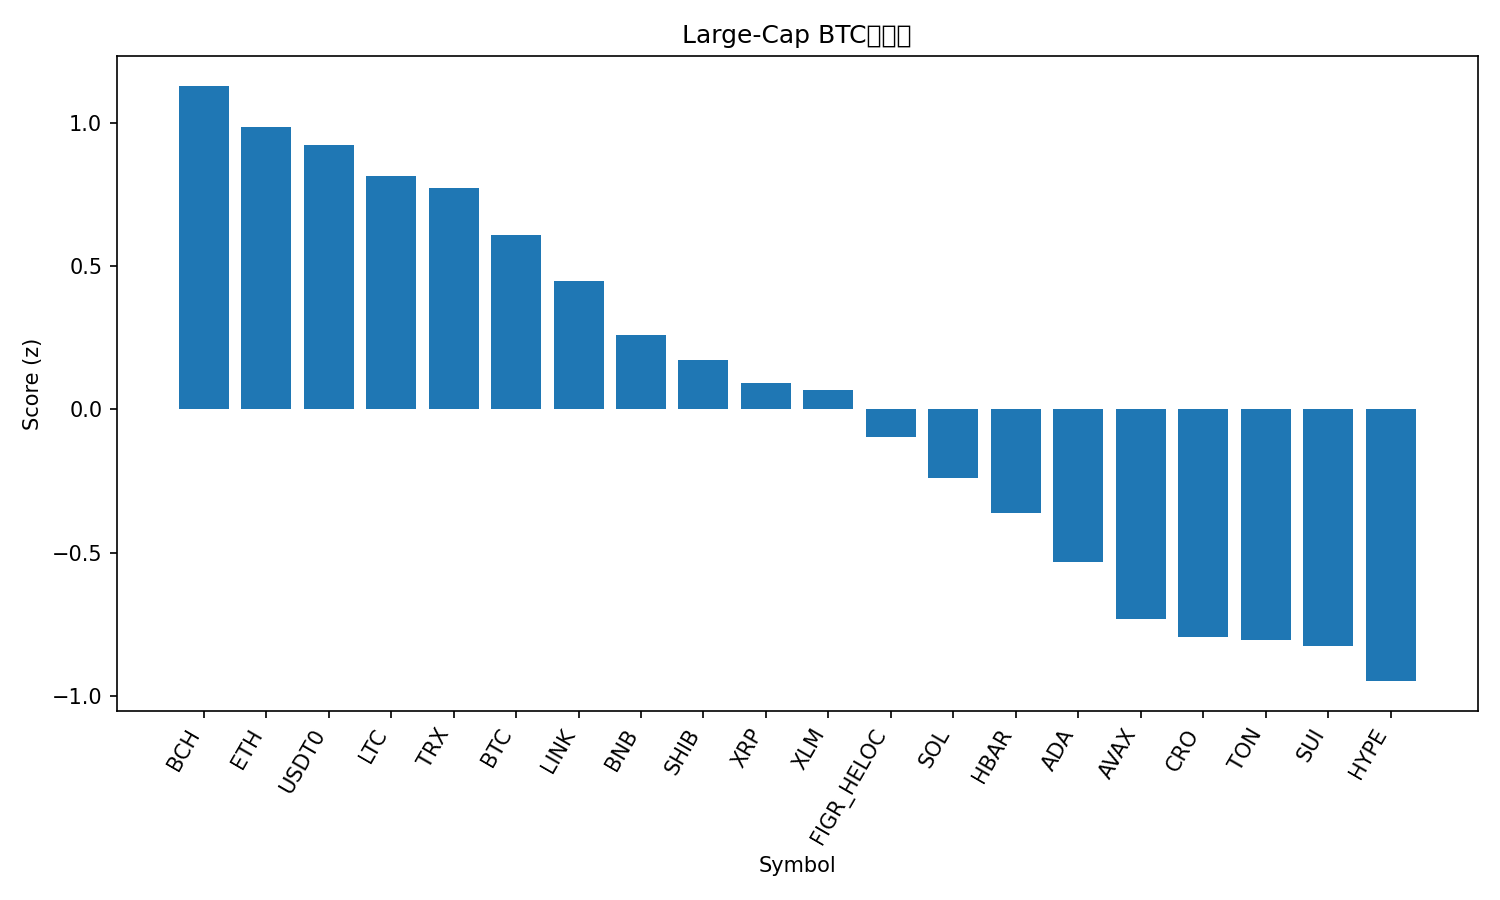 Large-Cap BTC
1.0
0.5
0.0
−0.5
−1.0
Score (z)
BCH
ETH
USDT0
LTC
TRX
BTC
LINK
BNB
SHIB
XRP
XLM
FIGR_HELOC
SOL
HBAR
ADA
AVAX
CRO
TON
SUI
HYPE
Symbol